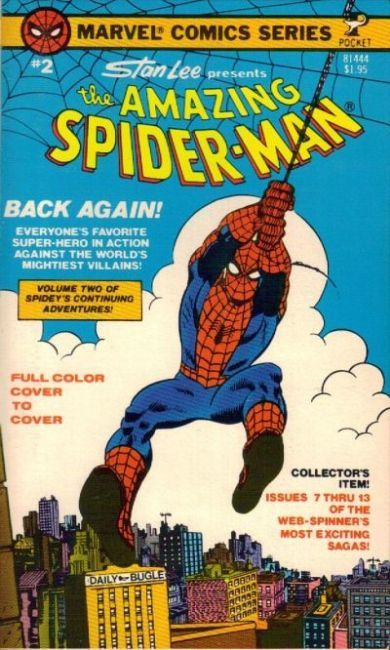 MARVEL® COMICS SERIES
POCKET
#2
81444
$1.95
Stan Lee presents
the AMAZING
SPIDER-MAN®
BACK AGAIN!
EVERYONE'S FAVORITE
SUPER-HERO IN ACTION
AGAINST THE WORLD'S
MIGHTIEST VILLAINS!
VOLUME TWO OF
SPIDEY'S CONTINUING
ADVENTURES!
FULL COLOR
COVER
TO
COVER
COLLECTOR'S
ITEM!
ISSUES 7 THRU 13
OF THE
WEB-SPINNER'S
MOST EXCITING
SAGAS!
DAILY BUGLE